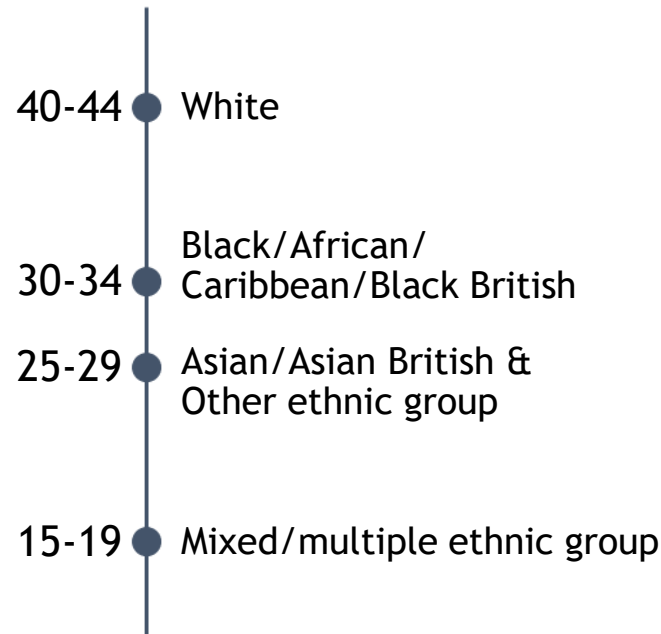 40-44 White
30-34 Black/African/
Caribbean/Black British
25-29 Asian/Asian British &
Other ethnic group
15-19 Mixed/multiple ethnic group